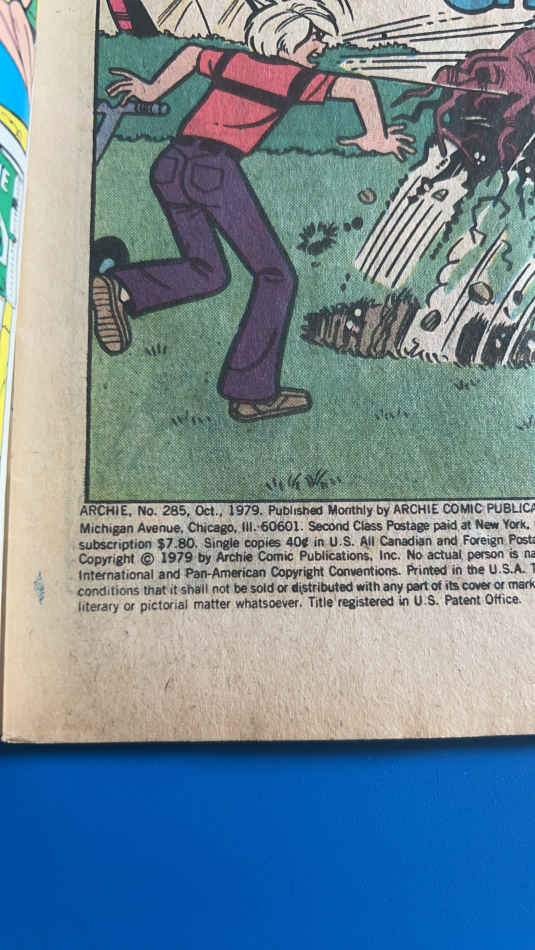 ARCHIE, No. 285, Oct., 1979. Published Monthly by ARCHIE COMIC
Michigan Avenue, Chicago, Ill. 60601. Second Class Postage paid at New York,
subscription $7.80. Single copies 40¢ in U.S. All Canadian and Foreign
Copyright © 1979 by Archie Comic Publications, Inc. No actual person is
International and Pan-American Copyright Conventions. Printed in the U.S.A.
conditions that it shall not be sold or distributed with any part of its cover or
literary or pictorial matter whatsoever. Title registered in U.S. Patent Office.